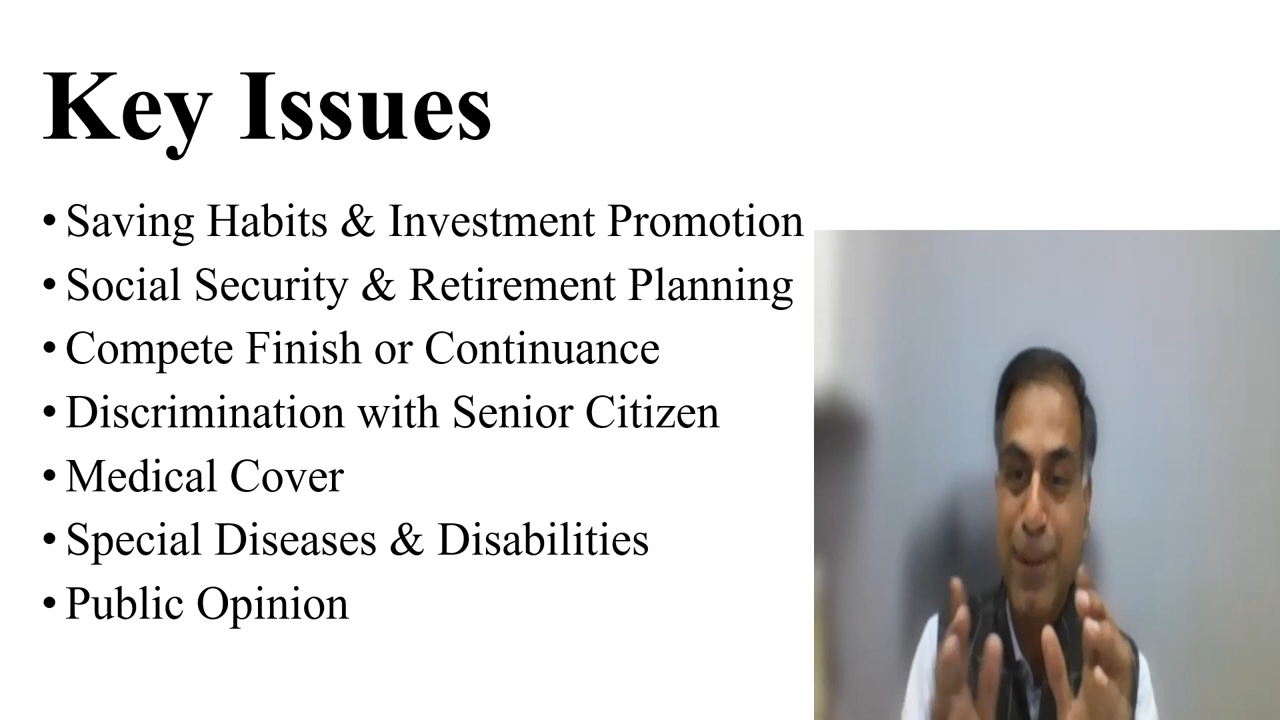 Key Issues
• Saving Habits & Investment Promotion
• Social Security & Retirement Planning
• Compete Finish or Continuance
• Discrimination with Senior Citizen
• Medical Cover
• Special Diseases & Disabilities
• Public Opinion